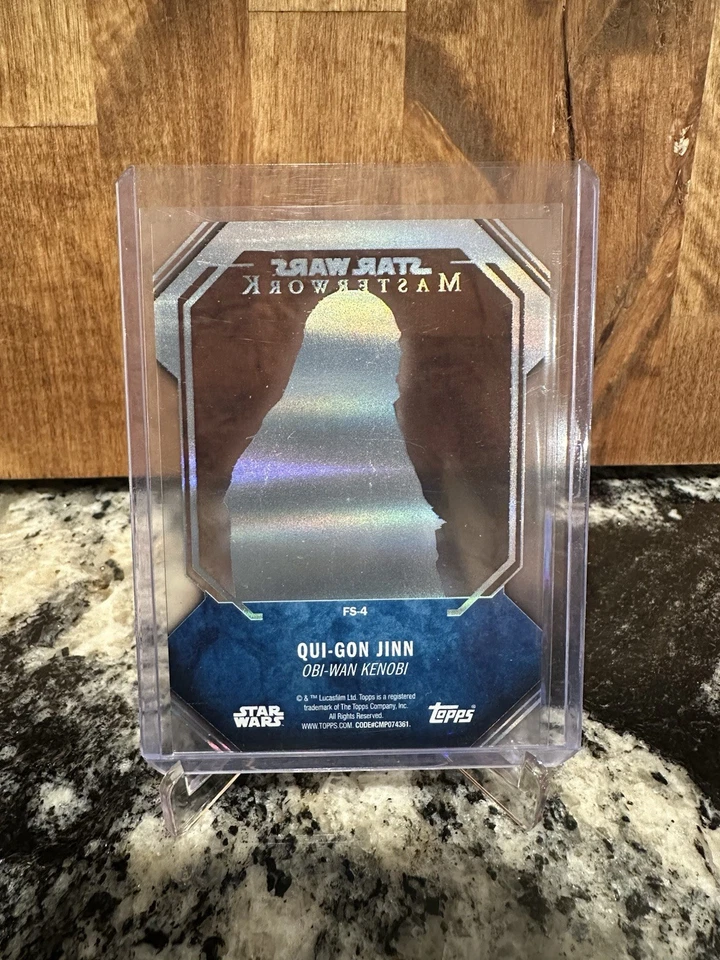 STAR WARS
MASTERWORK
FS-4
QUI-GON JINN
OBI-WAN KENOBI
© & ™ Lucasfilm Ltd. Topps is a registered
trademark of The Topps Company, Inc.
All Rights Reserved.
WWW.TOPPS.COM. CODE#CMP074361.
STAR
WARS
Topps®